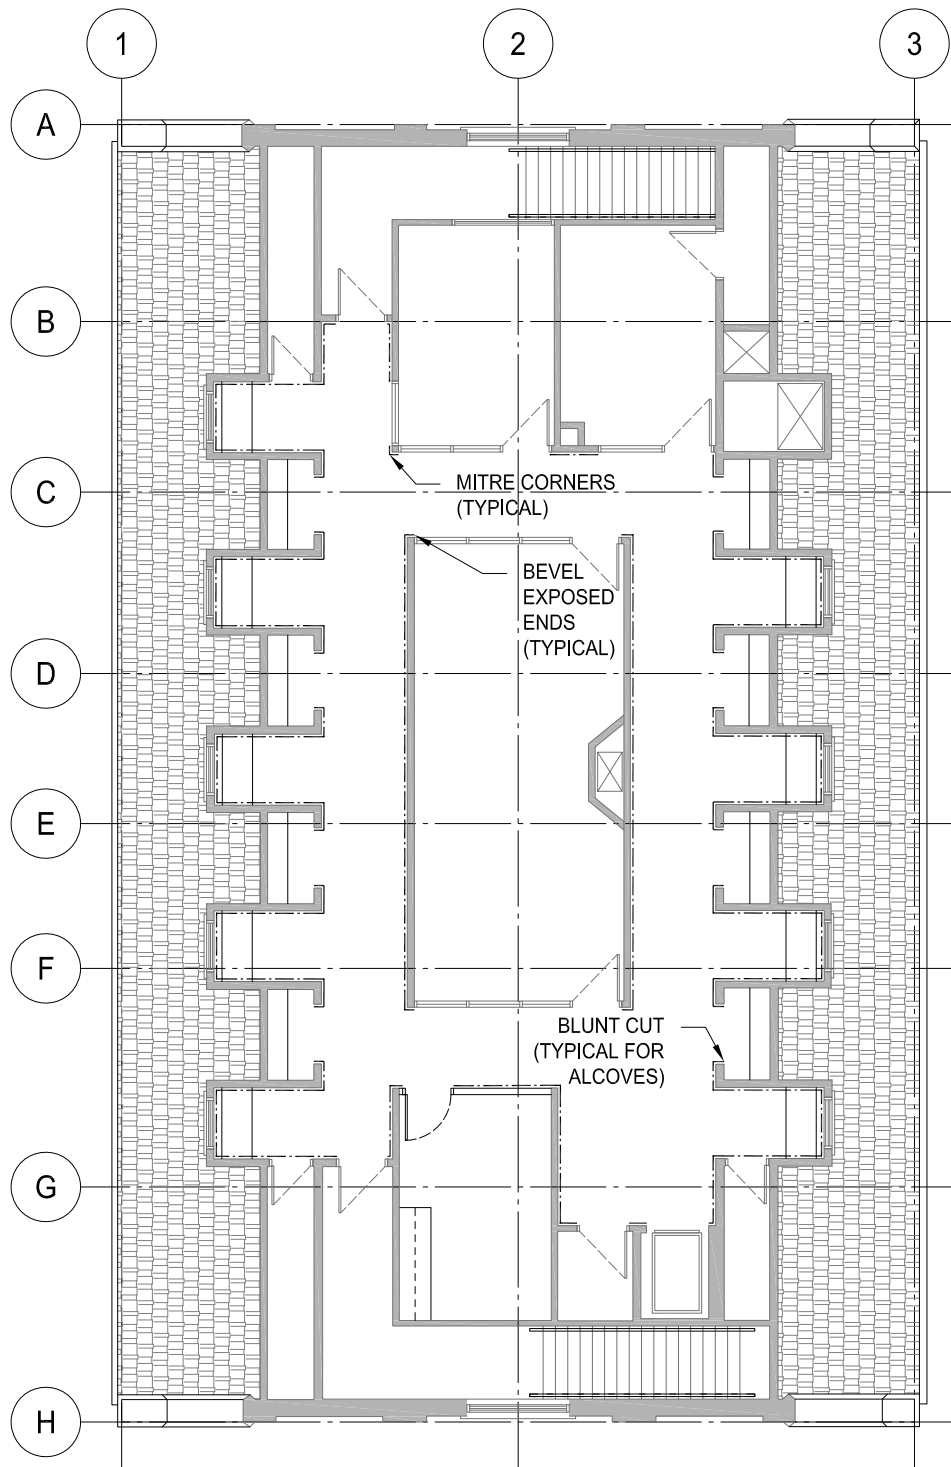 1
2
3
A
B
C
MITRE CORNERS
(TYPICAL)
BEVEL
EXPOSED
ENDS
(TYPICAL)
D
E
F
BLUNT CUT
(TYPICAL FOR
ALCOVES)
G
H